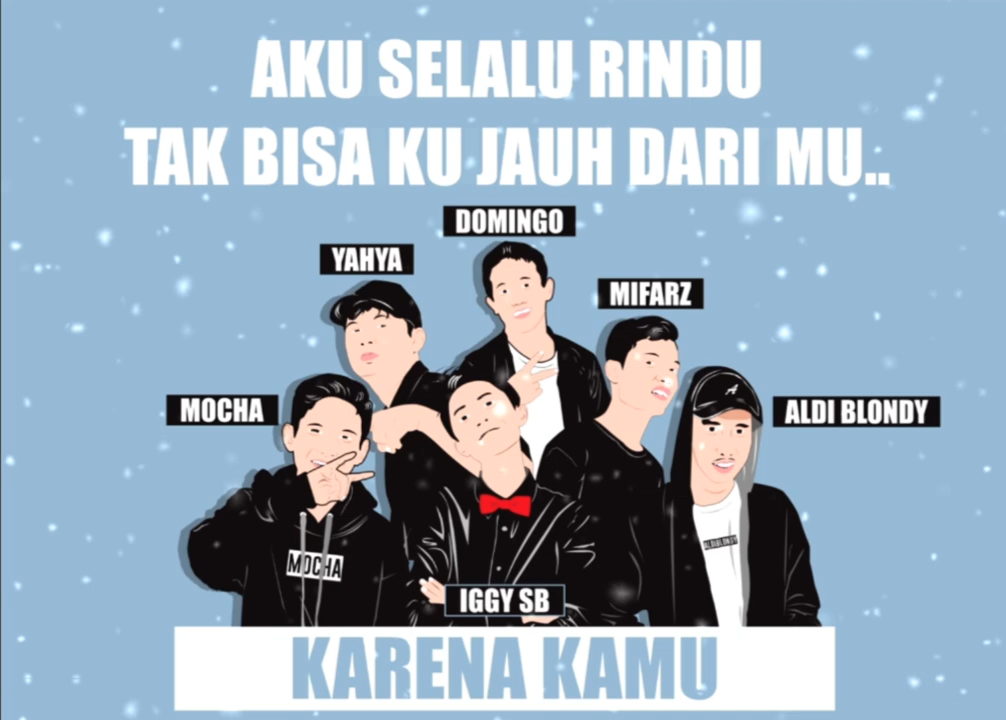 AKU SELALU RINDU
TAK BISA KU JAUH DARI MU..
DOMINGO
YAHYA
MIFARZ
MOCHA
ALDI BLONDY
A
ALDIBLONDY
MOCHA
IGGY SB
KARENA KAMU